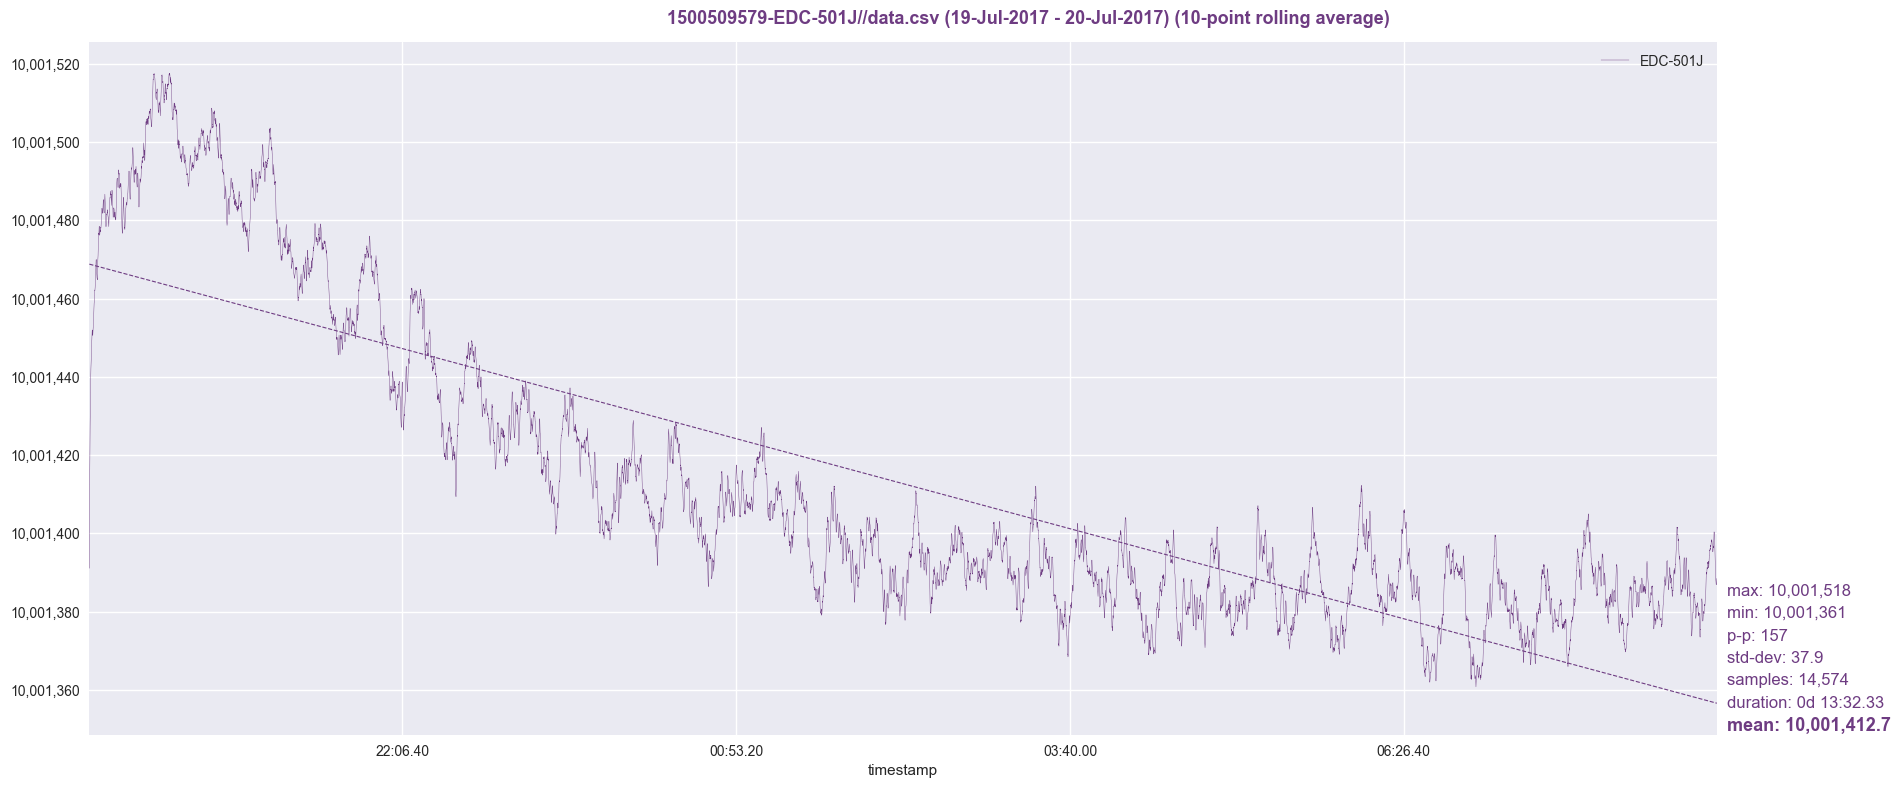 1500509579-EDC-501J//data.csv (19-Jul-2017 - 20-Jul-2017) (10-point rolling average)
EDC-501J
10,001,520
10,001,500
10,001,480
10,001,460
10,001,440
10,001,420
10,001,400
10,001,380
10,001,360
max: 10,001,518
min: 10,001,361
p-p: 157
std-dev: 37.9
samples: 14,574
duration: 0d 13:32.33
mean: 10,001,412.7
22:06.40 00:53.20 03:40.00 06:26.40
timestamp